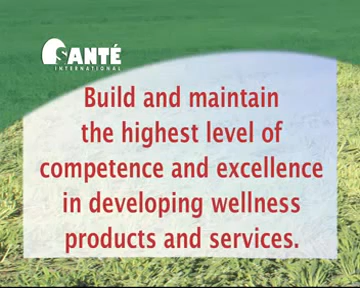 SANTÉ
INTERNATIONAL
Build and maintain
the highest level of
competence and excellence
in developing wellness
products and services.